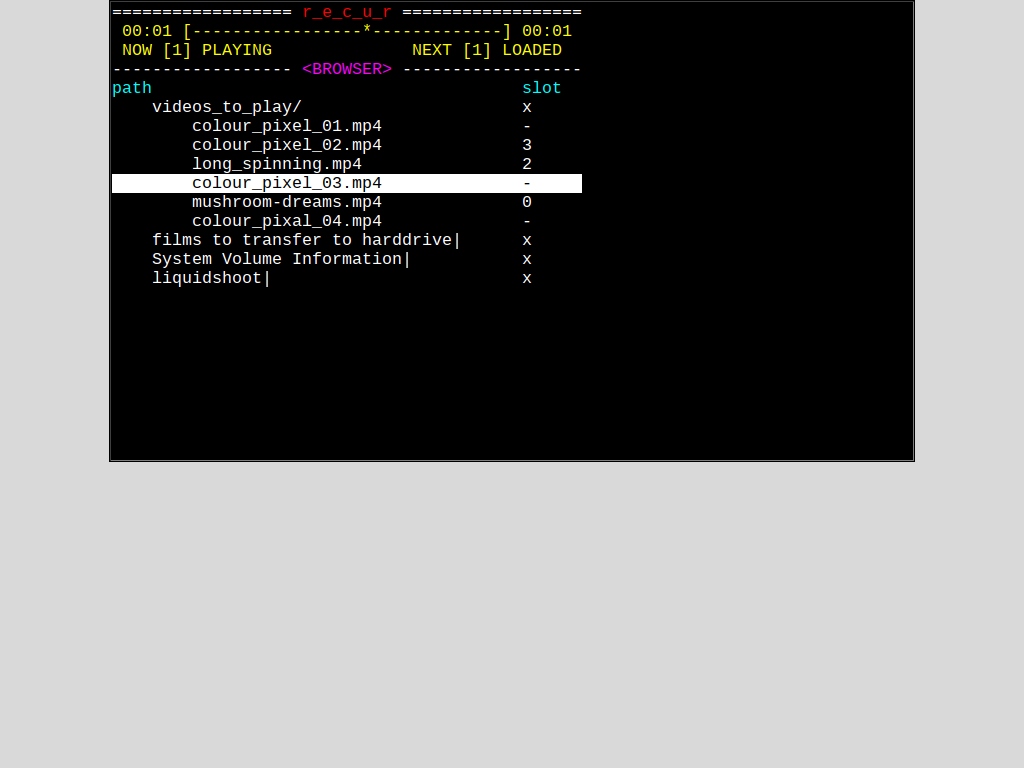 ================== r_e_c_u_r ==================
00:01 [-----------------*-------------] 00:01
NOW [1] PLAYING NEXT [1] LOADED
------------------ <BROWSER> ------------------
path slot
videos_to_play/ x
colour_pixel_01.mp4 -
colour_pixel_02.mp4 3
long_spinning.mp4 2
colour_pixel_03.mp4 -
mushroom-dreams.mp4 0
colour_pixal_04.mp4 -
films to transfer to harddrive| x
System Volume Information| x
liquidshoot| x